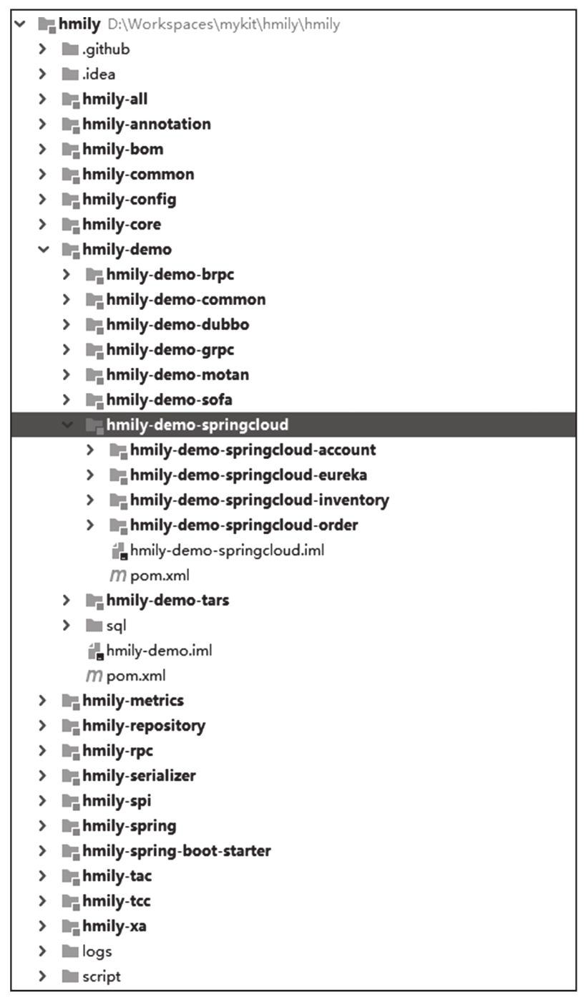 hmily D:\Workspaces\mykit\hmily\hmily
.github
.idea
hmily-all
hmily-annotation
hmily-bom
hmily-common
hmily-config
hmily-core
hmily-demo
hmily-demo-brpc
hmily-demo-common
hmily-demo-dubbo
hmily-demo-grpc
hmily-demo-motan
hmily-demo-sofa
hmily-demo-springcloud
hmily-demo-springcloud-account
hmily-demo-springcloud-eureka
hmily-demo-springcloud-inventory
hmily-demo-springcloud-order
hmily-demo-springcloud.iml
m pom.xml
hmily-demo-tars
sql
hmily-demo.iml
m pom.xml
hmily-metrics
hmily-repository
hmily-rpc
hmily-serializer
hmily-spi
hmily-spring
hmily-spring-boot-starter
hmily-tac
hmily-tcc
hmily-xa
logs
script